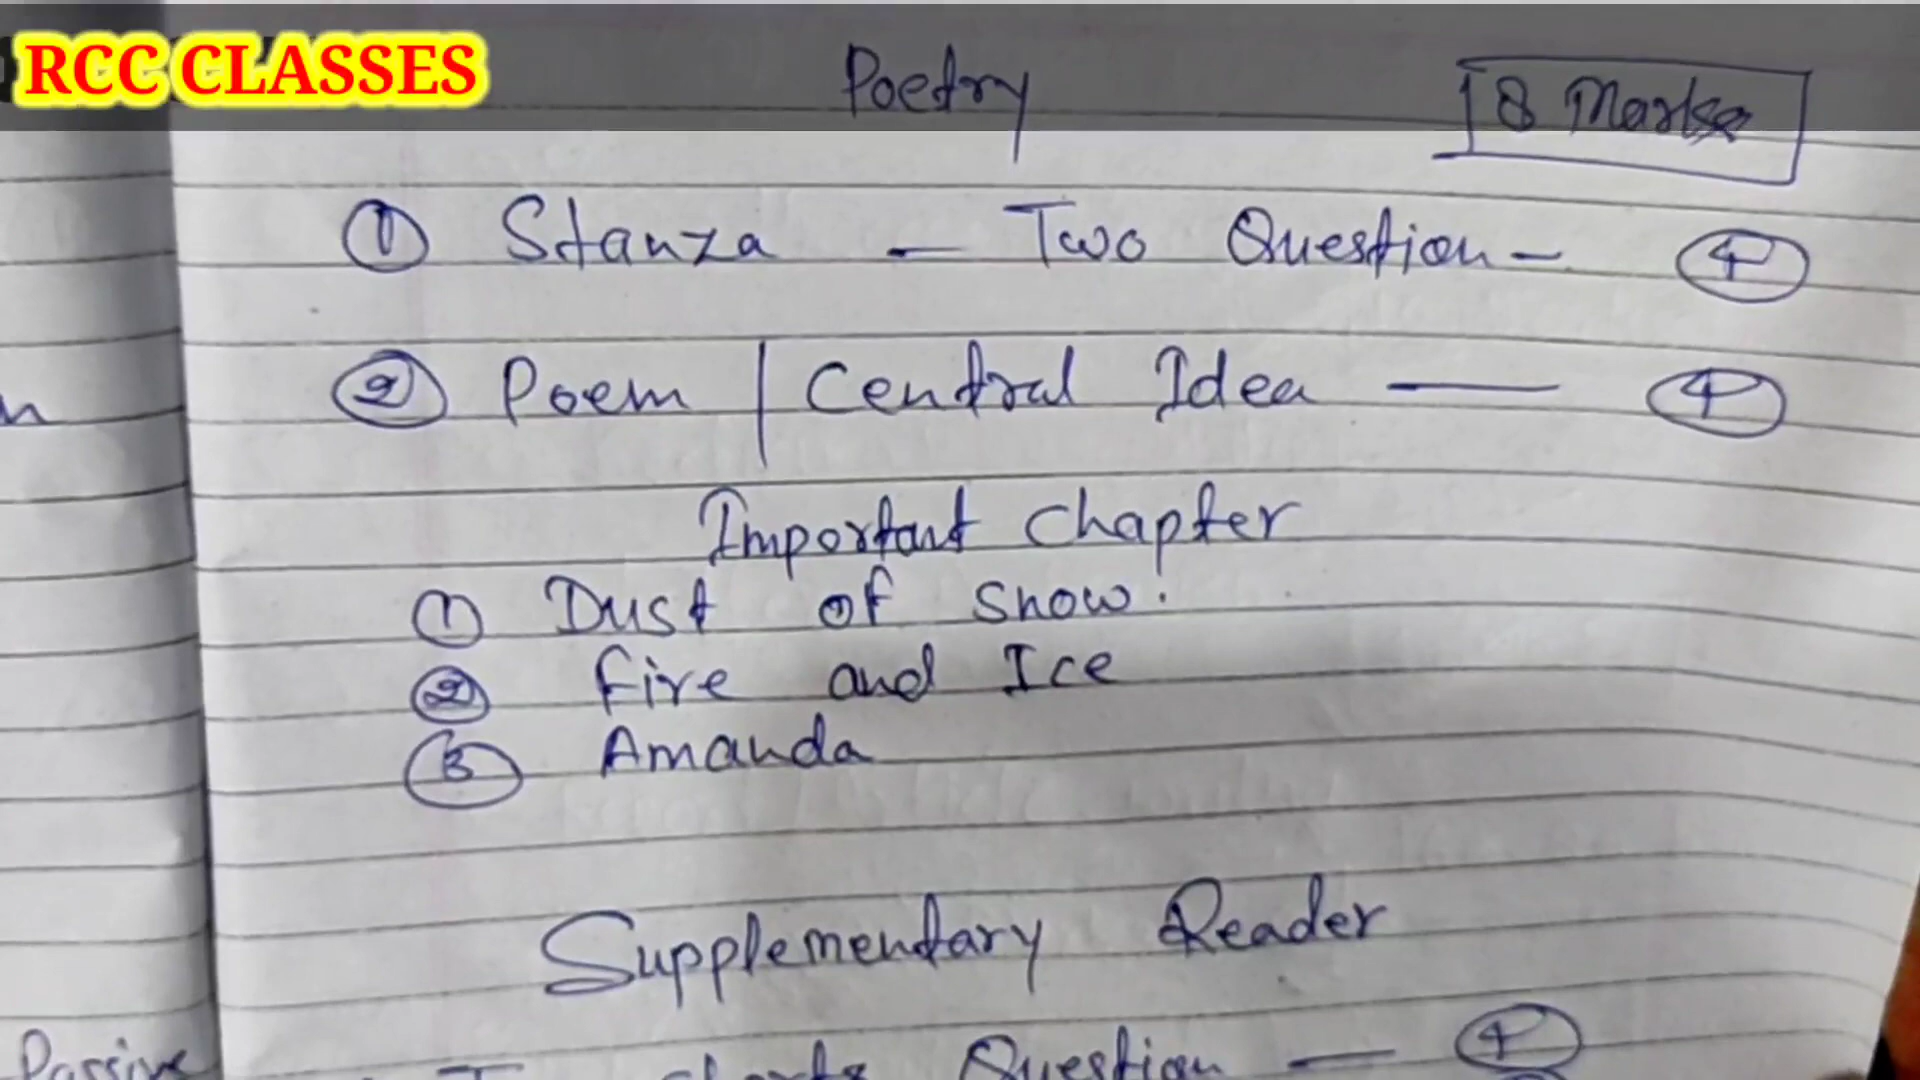 RCC CLASSES
Poetry
8 Marks
① Stanza — Two Question — ④
② Poem | Central Idea — ④
Important Chapter
① Dust of snow.
② Fire and Ice
③ Amanda
Supplementary Reader
Question — ④
Passive